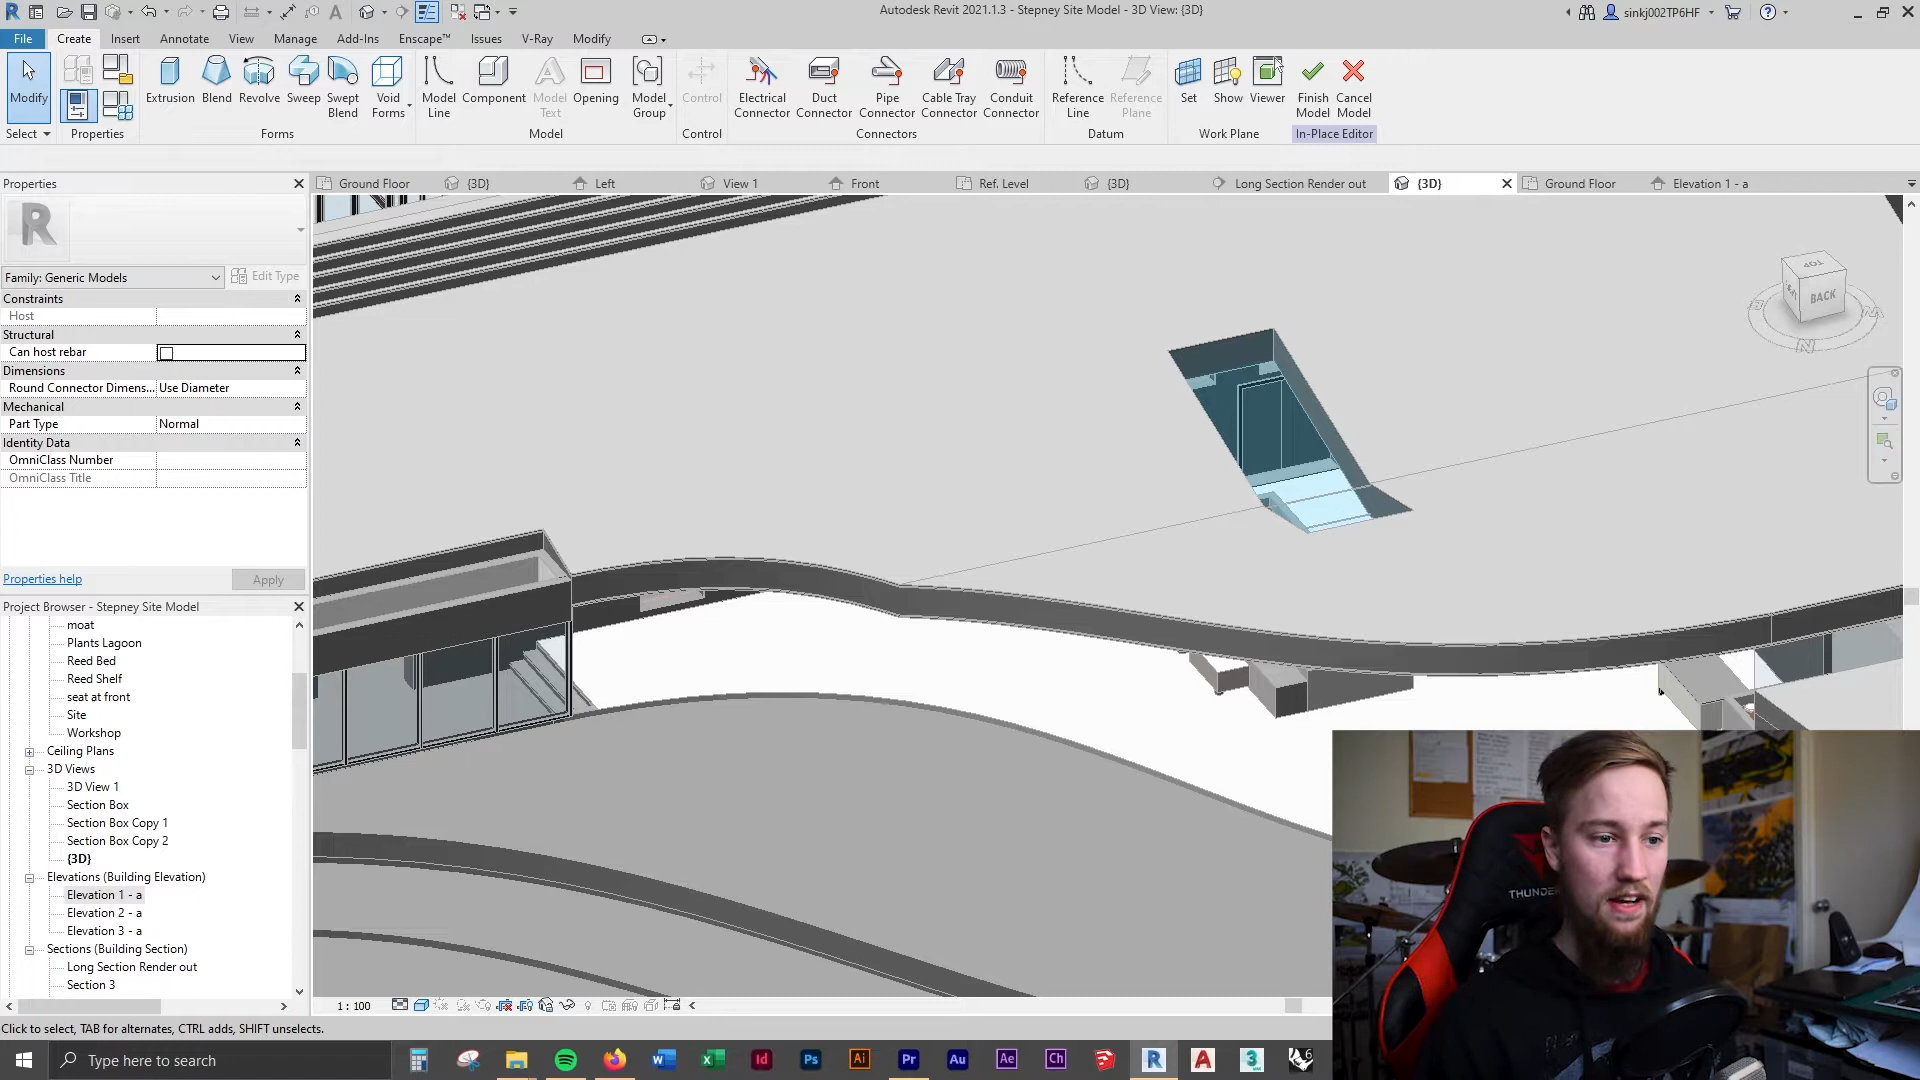 Autodesk Revit 2021.1.3 - Stepney Site Model - 3D View: {3D}
sinkj002TP6HF
File Create Insert Annotate View Manage Add-Ins Enscape™ Issues V-Ray Modify
Modify
Extrusion Blend Revolve Sweep Swept Blend Void Forms
Model Line Component Model Text Opening Model Group
Control
Electrical Connector Duct Connector Pipe Connector Cable Tray Connector Conduit Connector
Reference Line Reference Plane
Set Show Viewer Finish Model Cancel Model
Select Properties Forms Model Control Connectors Datum Work Plane In-Place Editor
Properties
Ground Floor {3D} Left View 1 Front Ref. Level {3D} Long Section Render out {3D} Ground Floor Elevation 1 - a
R
Family: Generic Models
Edit Type
Constraints
Host
Structural
Can host rebar
Dimensions
Round Connector Dimens... Use Diameter
Mechanical
Part Type Normal
Identity Data
OmniClass Number
OmniClass Title
Properties help
Apply
Project Browser - Stepney Site Model
moat
Plants Lagoon
Reed Bed
Reed Shelf
seat at front
Site
Workshop
Ceiling Plans
3D Views
3D View 1
Section Box
Section Box Copy 1
Section Box Copy 2
{3D}
Elevations (Building Elevation)
Elevation 1 - a
Elevation 2 - a
Elevation 3 - a
Sections (Building Section)
Long Section Render out
Section 3
TOP
BACK
N
1 : 100
Click to select, TAB for alternates, CTRL adds, SHIFT unselects.
Type here to search
Id Ps Ai Pr Au Ae Ch R A 3
THUNDE